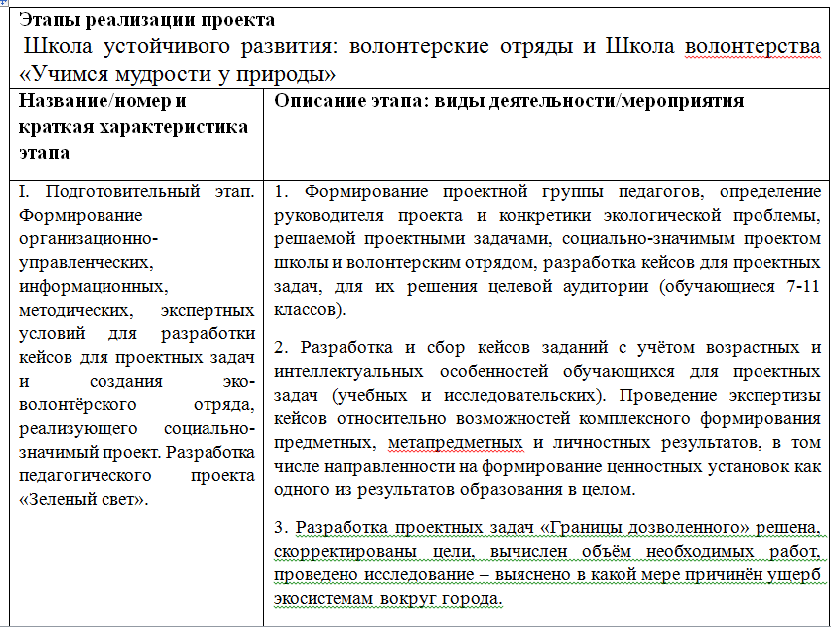 Этапы реализации проекта
Школа устойчивого развития: волонтерские отряды и Школа волонтерства
«Учимся мудрости у природы»
Название/номер и
краткая характеристика
этапа
Описание этапа: виды деятельности/мероприятия
I. Подготовительный этап.
Формирование
организационно-
управленческих,
информационных,
методических, экспертных
условий для разработки
кейсов для проектных задач
и создания эко-
волонтёрского отряда,
реализующего социально-
значимый проект. Разработка
педагогического проекта
«Зеленый свет».
1. Формирование проектной группы педагогов, определение
руководителя проекта и конкретики экологической проблемы,
решаемой проектными задачами, социально-значимым проектом
школы и волонтерским отрядом, разработка кейсов для проектных
задач, для их решения целевой аудитории (обучающиеся 7-11
классов).
2. Разработка и сбор кейсов заданий с учётом возрастных и
интеллектуальных особенностей обучающихся для проектных
задач (учебных и исследовательских). Проведение экспертизы
кейсов относительно возможностей комплексного формирования
предметных, метапредметных и личностных результатов, в том
числе направленности на формирование ценностных установок как
одного из результатов образования в целом.
3. Разработка проектных задач «Границы дозволенного» решена,
скорректированы цели, вычислен объём необходимых работ,
проведено исследование – выяснено в какой мере причинён ущерб
экосистемам вокруг города.